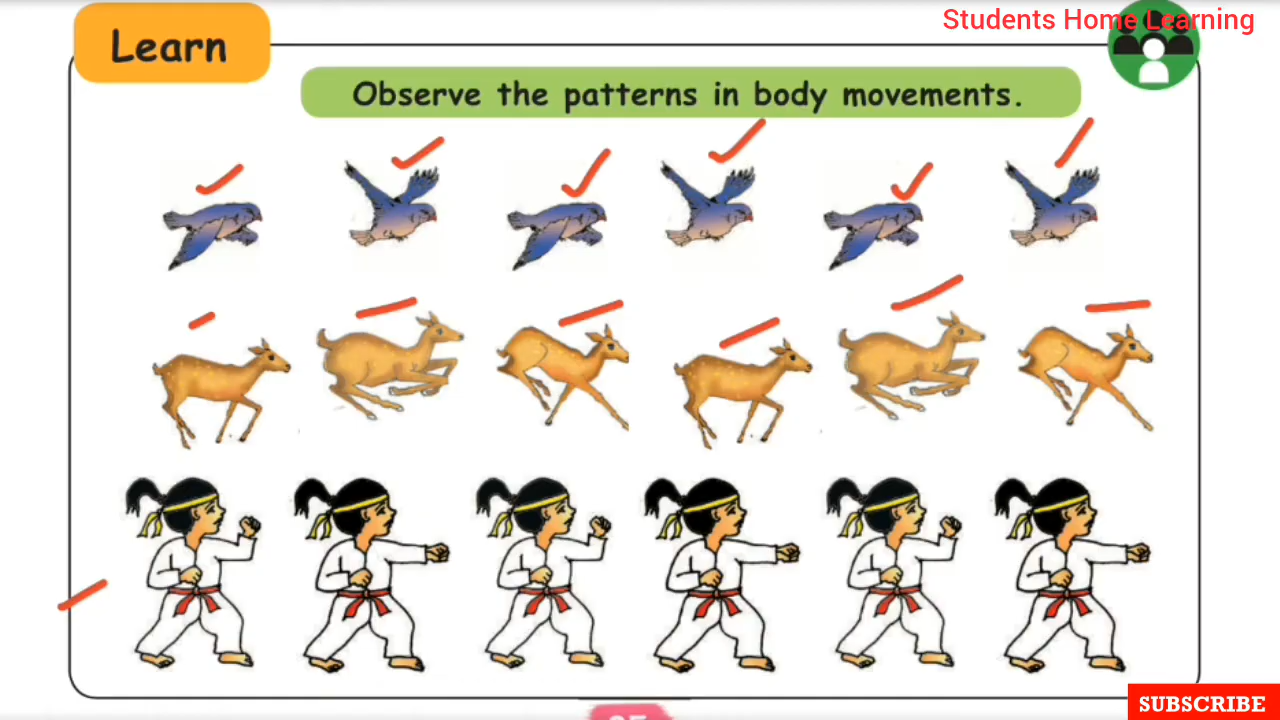 Students Home Learning
Learn
Observe the patterns in body movements.
SUBSCRIBE